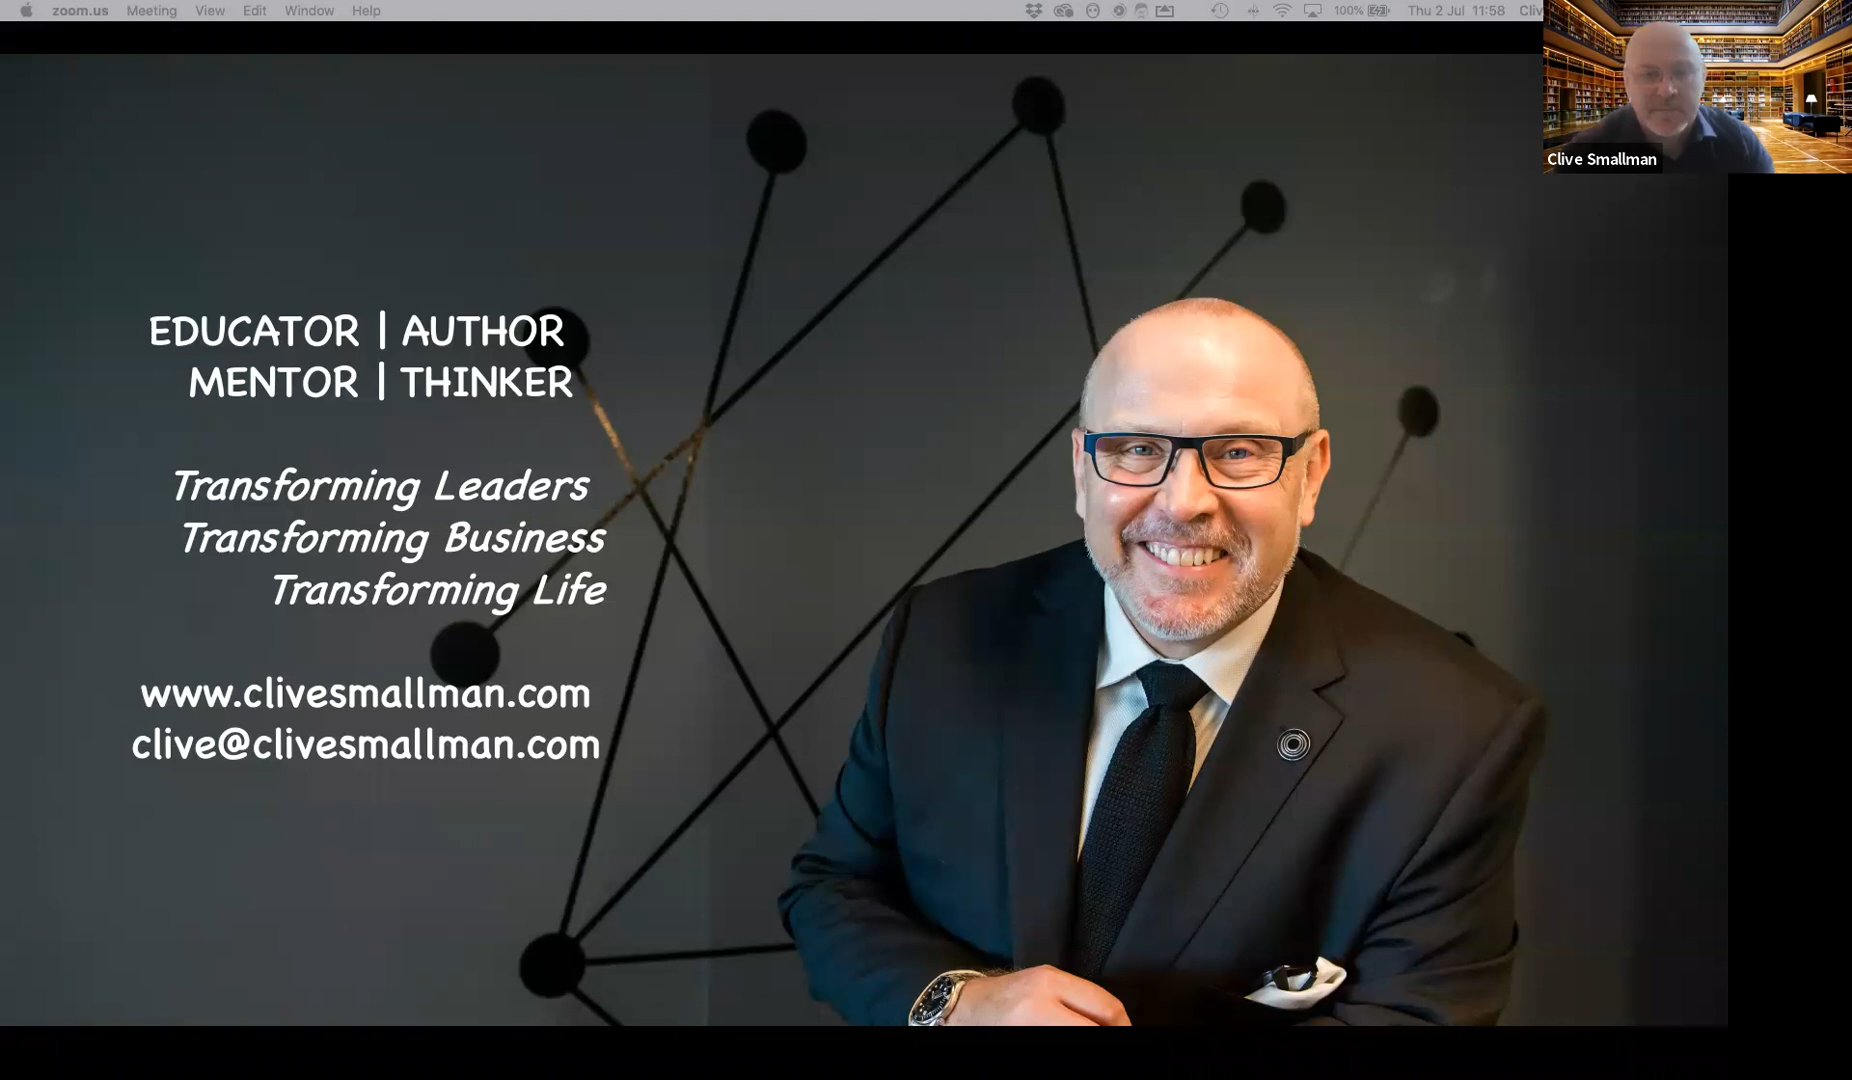 zoom.us Meeting View Edit Window Help 100% Thu 2 Jul 11:58 Cliv
Clive Smallman
EDUCATOR | AUTHOR
MENTOR | THINKER
Transforming Leaders
Transforming Business
Transforming Life
www.clivesmallman.com
clive@clivesmallman.com